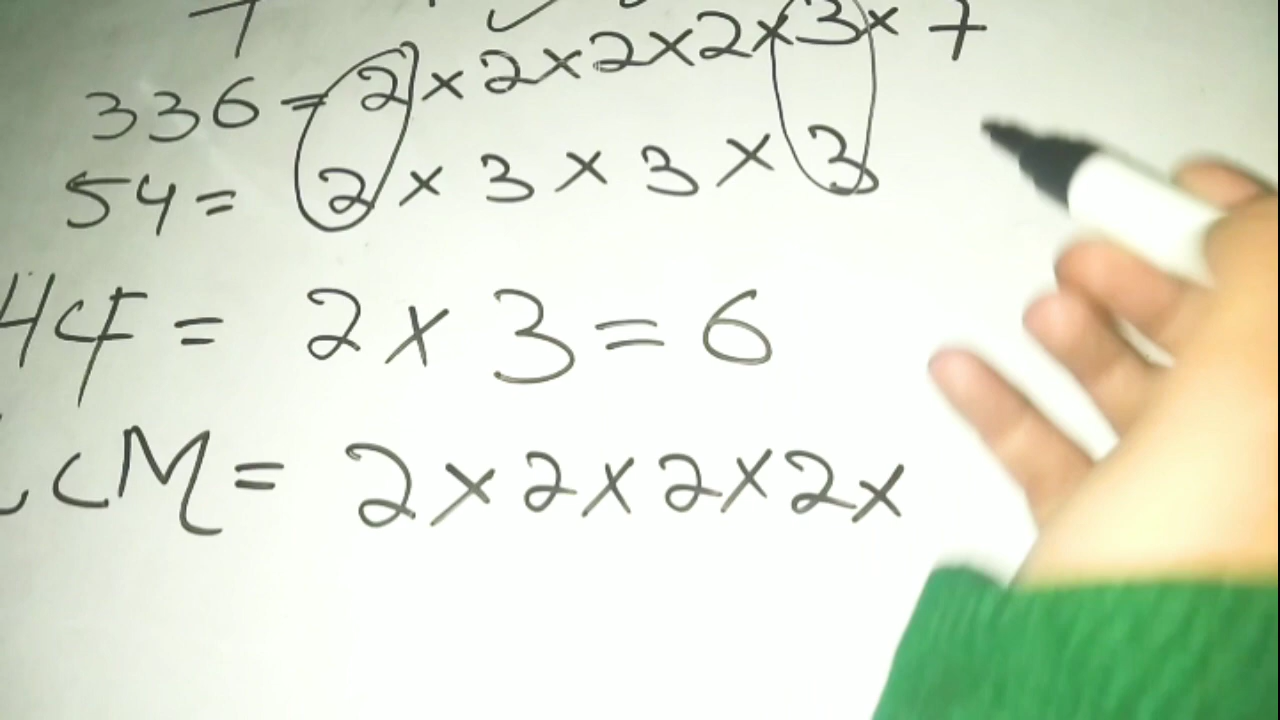 7
336 = 2 × 2 × 2 × 2 × 3 × 7
54 = 2 × 3 × 3 × 3
HCF = 2 × 3 = 6
LCM = 2 × 2 × 2 × 2 ×